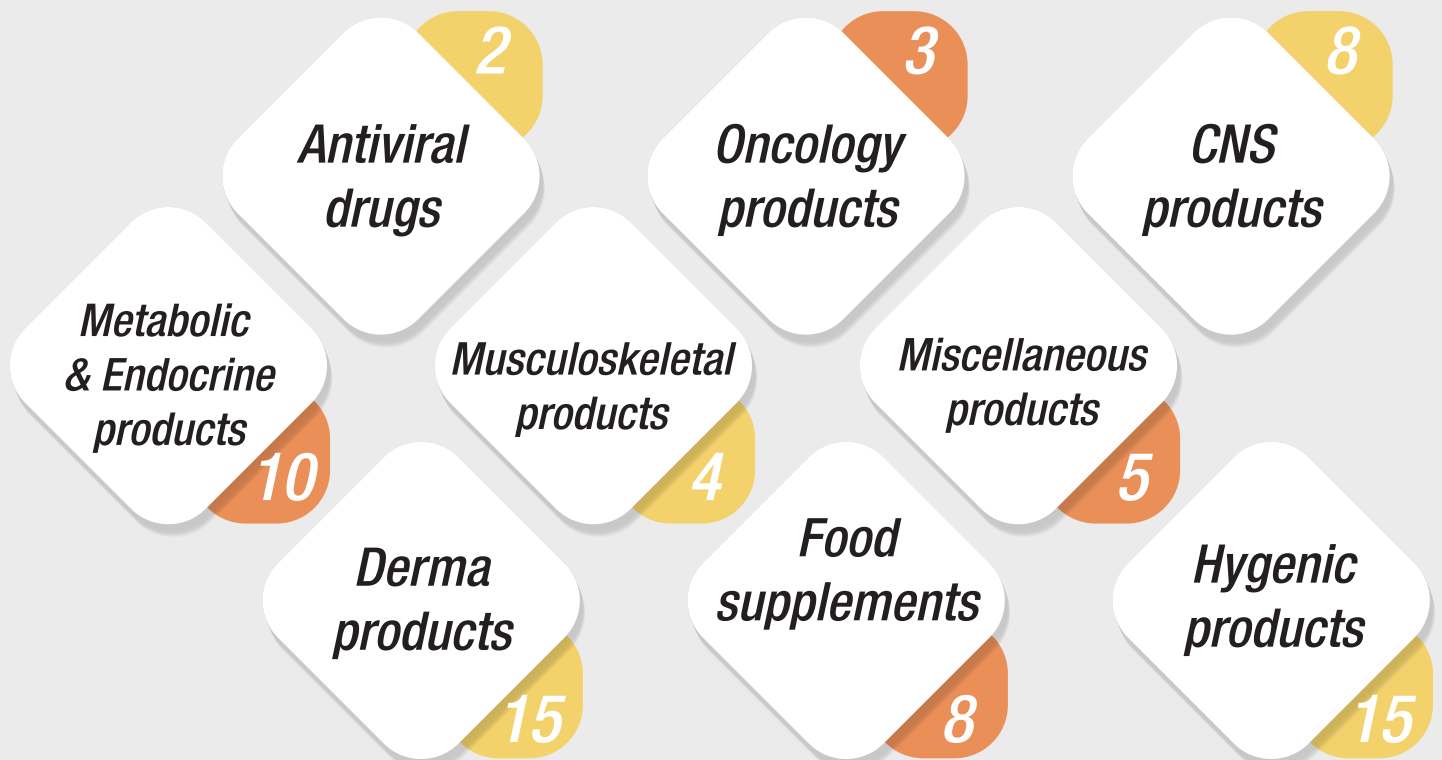 2
Antiviral
drugs
3
Oncology
products
8
CNS
products
Metabolic
& Endocrine
products
10
Musculoskeletal
products
4
Miscellaneous
products
5
Derma
products
15
Food
supplements
8
Hygenic
products
15